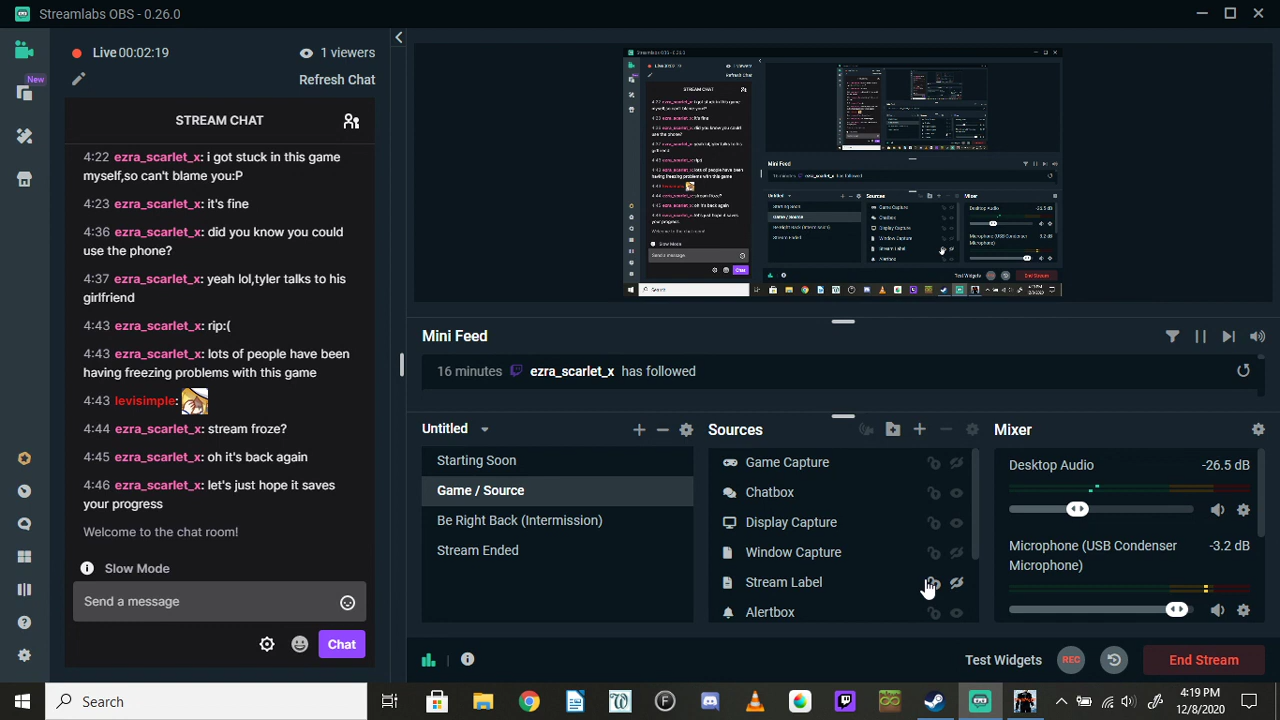 Streamlabs OBS - 0.26.0
Live 00:02:19
1 viewers
New
Refresh Chat
STREAM CHAT
4:22 ezra_scarlet_x: i got stuck in this game
myself,so can't blame you:P
4:23 ezra_scarlet_x: it's fine
4:36 ezra_scarlet_x: did you know you could
use the phone?
4:37 ezra_scarlet_x: yeah lol,tyler talks to his
girlfriend
4:43 ezra_scarlet_x: rip:(
4:43 ezra_scarlet_x: lots of people have been
having freezing problems with this game
4:43 levisimple:
4:44 ezra_scarlet_x: stream froze?
4:45 ezra_scarlet_x: oh it's back again
4:46 ezra_scarlet_x: let's just hope it saves
your progress
Welcome to the chat room!
Slow Mode
Send a message
Chat
Mini Feed
16 minutes ezra_scarlet_x has followed
Untitled
Starting Soon
Game / Source
Be Right Back (Intermission)
Stream Ended
Sources
Game Capture
Chatbox
Display Capture
Window Capture
Stream Label
Alertbox
Mixer
Desktop Audio -26.5 dB
Microphone (USB Condenser
Microphone) -3.2 dB
Test Widgets
REC
End Stream
Search
4:19 PM
12/8/2020